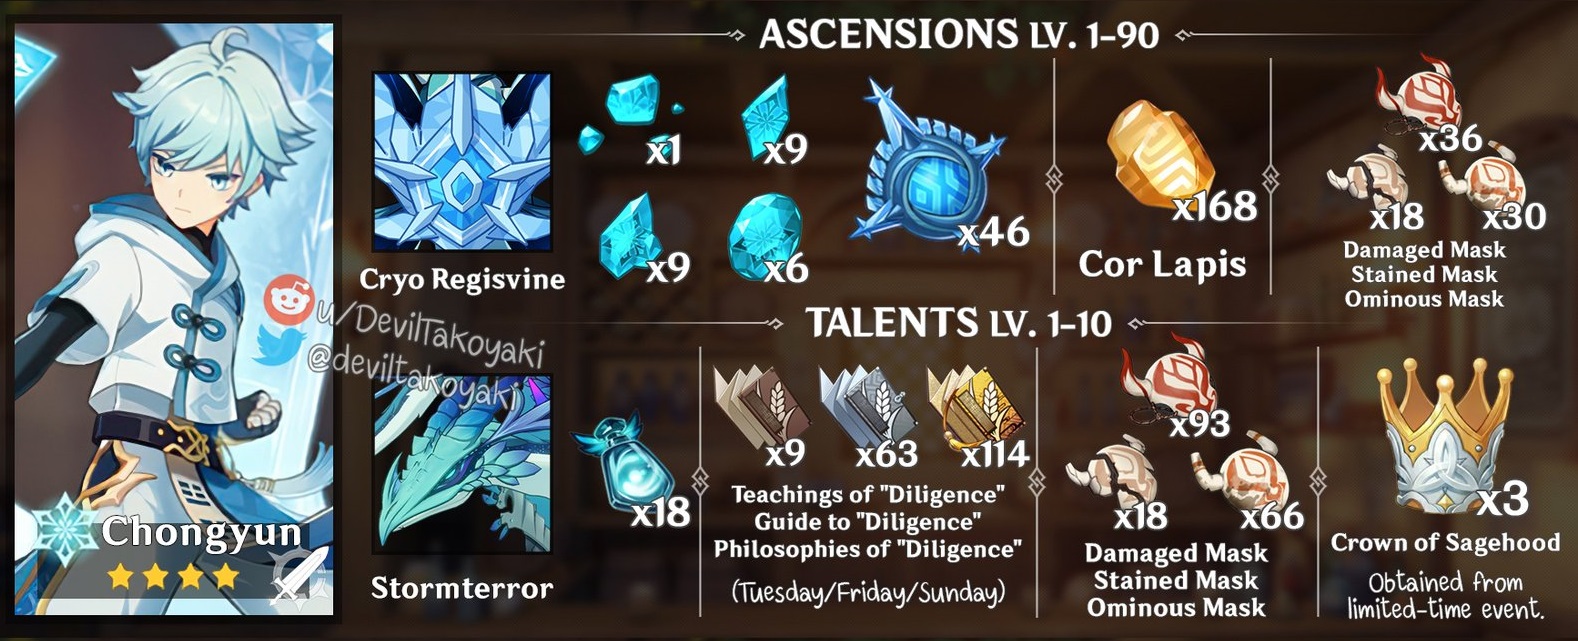 ASCENSIONS LV. 1-90
x1
x9
x9
x6
x46
x168
x36
x18
x30
Cryo Regisvine
Cor Lapis
Damaged Mask
Stained Mask
Ominous Mask
u/DevilTakoyaki
@deviltakoyaki
TALENTS LV. 1-10
x18
x9
x63
x114
x93
x18
x66
x3
Teachings of "Diligence"
Guide to "Diligence"
Philosophies of "Diligence"
(Tuesday/Friday/Sunday)
Damaged Mask
Stained Mask
Ominous Mask
Crown of Sagehood
Obtained from
limited-time event.
Chongyun
Stormterror